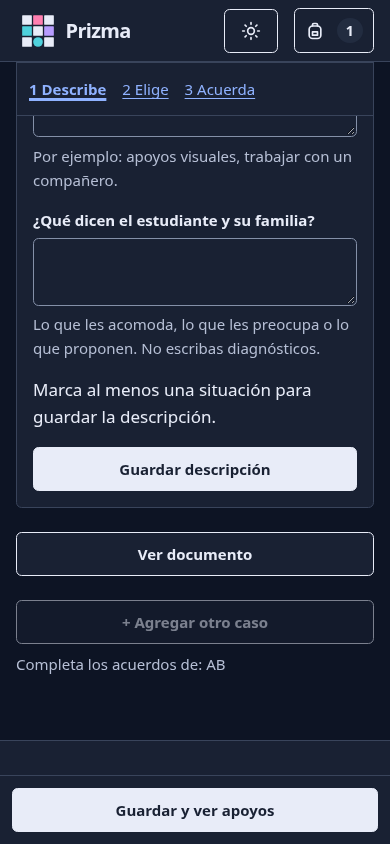 Prizma
1
1 Describe 2 Elige 3 Acuerda
Por ejemplo: apoyos visuales, trabajar con un
compañero.
¿Qué dicen el estudiante y su familia?
Lo que les acomoda, lo que les preocupa o lo
que proponen. No escribas diagnósticos.
Marca al menos una situación para
guardar la descripción.
Guardar descripción
Ver documento
+ Agregar otro caso
Completa los acuerdos de: AB
Guardar y ver apoyos